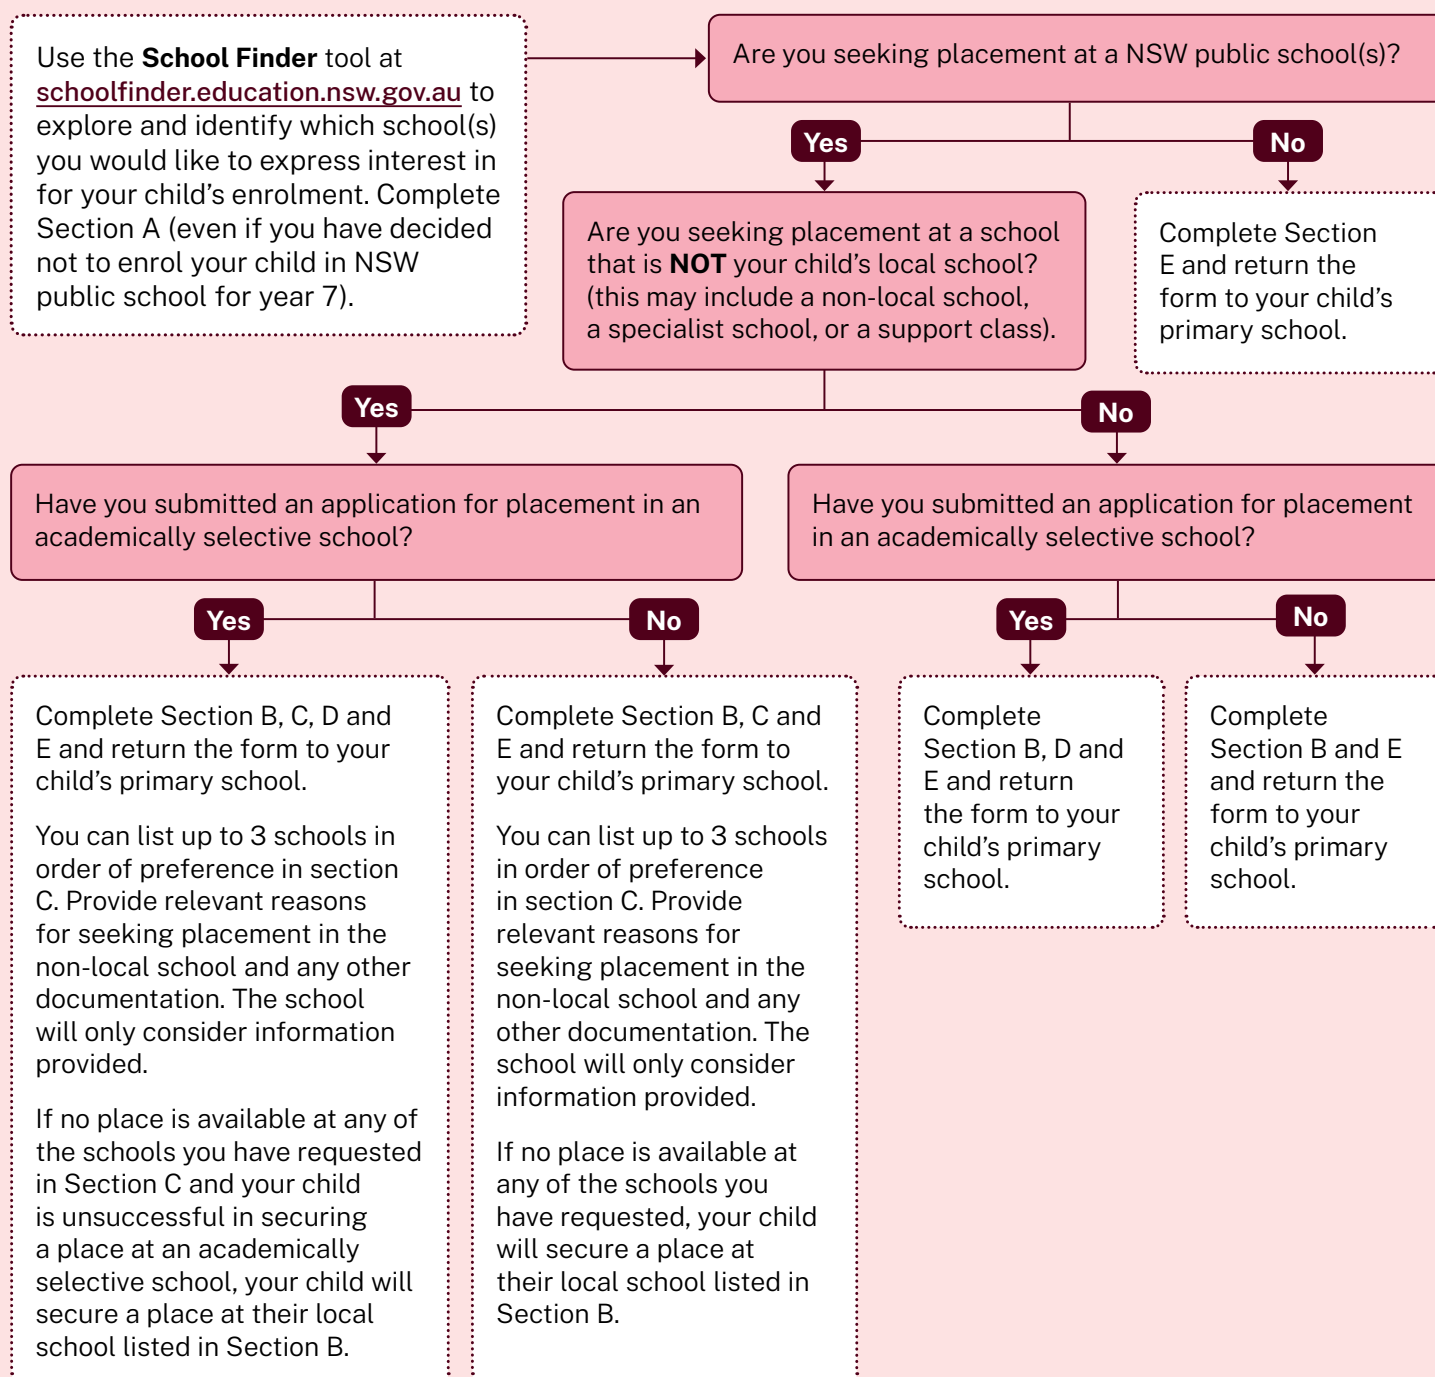 Use the School Finder tool at
schoolfinder.education.nsw.gov.au to
explore and identify which school(s)
you would like to express interest in
for your child’s enrolment. Complete
Section A (even if you have decided
not to enrol your child in NSW
public school for year 7).
Are you seeking placement at a NSW public school(s)?
Yes
No
Are you seeking placement at a school
that is NOT your child’s local school?
(this may include a non-local school,
a specialist school, or a support class).
Complete Section
E and return the
form to your child’s
primary school.
Yes
No
Have you submitted an application for placement in an
academically selective school?
Have you submitted an application for placement
in an academically selective school?
Yes
No
Yes
No
Complete Section B, C, D and
E and return the form to your
child’s primary school.
You can list up to 3 schools in
order of preference in section
C. Provide relevant reasons
for seeking placement in the
non-local school and any other
documentation. The school
will only consider information
provided.
If no place is available at any of
the schools you have requested
in Section C and your child
is unsuccessful in securing
a place at an academically
selective school, your child will
secure a place at their local
school listed in Section B.
Complete Section B, C and
E and return the form to
your child’s primary school.
You can list up to 3 schools
in order of preference
in section C. Provide
relevant reasons for
seeking placement in the
non-local school and any
other documentation. The
school will only consider
information provided.
If no place is available at
any of the schools you
have requested, your child
will secure a place at
their local school listed in
Section B.
Complete
Section B, D and
E and return
the form to your
child’s primary
school.
Complete
Section B and E
and return the
form to your
child’s primary
school.